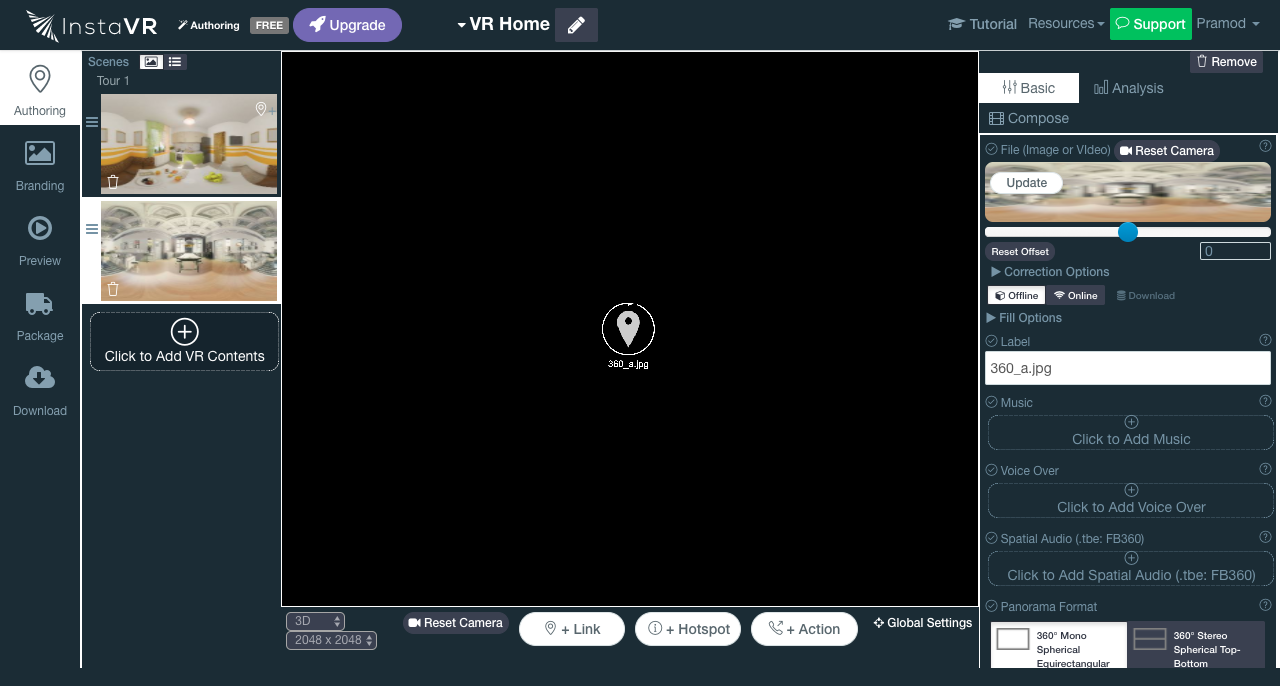 InstaVR
Authoring
FREE
Upgrade
VR Home
Tutorial
Resources
Support
Pramod
Authoring
Branding
Preview
Package
Download
Scenes
Tour 1
Click to Add VR Contents
360_a.jpg
3D
2048 x 2048
Reset Camera
+ Link
+ Hotspot
+ Action
Global Settings
Remove
Basic
Analysis
Compose
File (Image or VIdeo)
Reset Camera
Update
Reset Offset
0
Correction Options
Offline
Online
Download
Fill Options
Label
360_a.jpg
Music
Click to Add Music
Voice Over
Click to Add Voice Over
Spatial Audio (.tbe: FB360)
Click to Add Spatial Audio (.tbe: FB360)
Panorama Format
360° Mono
Spherical
Equirectangular
360° Stereo
Spherical Top-
Bottom